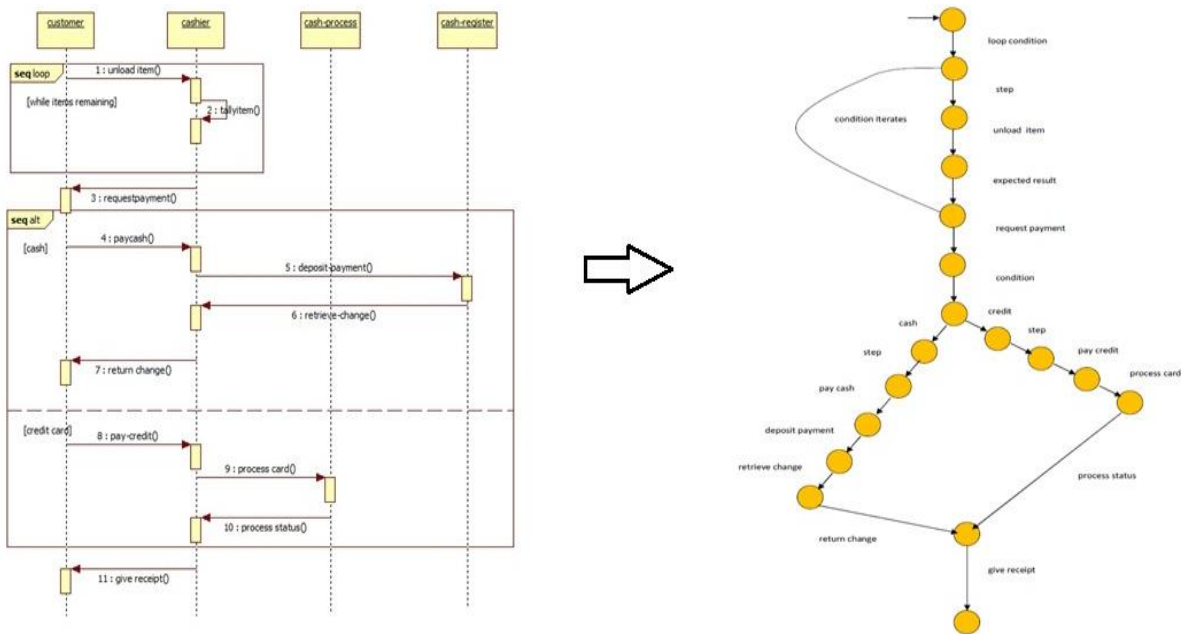 customer
cashier
cash-process
cash-register
seq loop
1 : unload item()
[while items remaining]
2 : tallyitem()
3 : requestpayment()
seq alt
[cash]
4 : paycash()
5 : deposit-payment()
6 : retrieve-change()
7 : return change()
[credit card]
8 : pay-credit()
9 : process card()
10 : process status()
11 : give receipt()
loop condition
step
condition iterates
unload item
expected result
request payment
condition
cash
credit
step
step
pay credit
pay cash
process card
deposit payment
retrieve change
process status
return change
give receipt